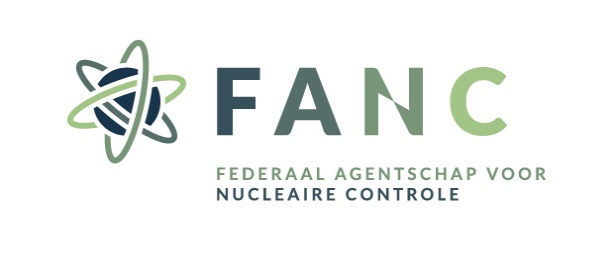 FANC
FEDERAAL AGENTSCHAP VOOR
NUCLEAIRE CONTROLE